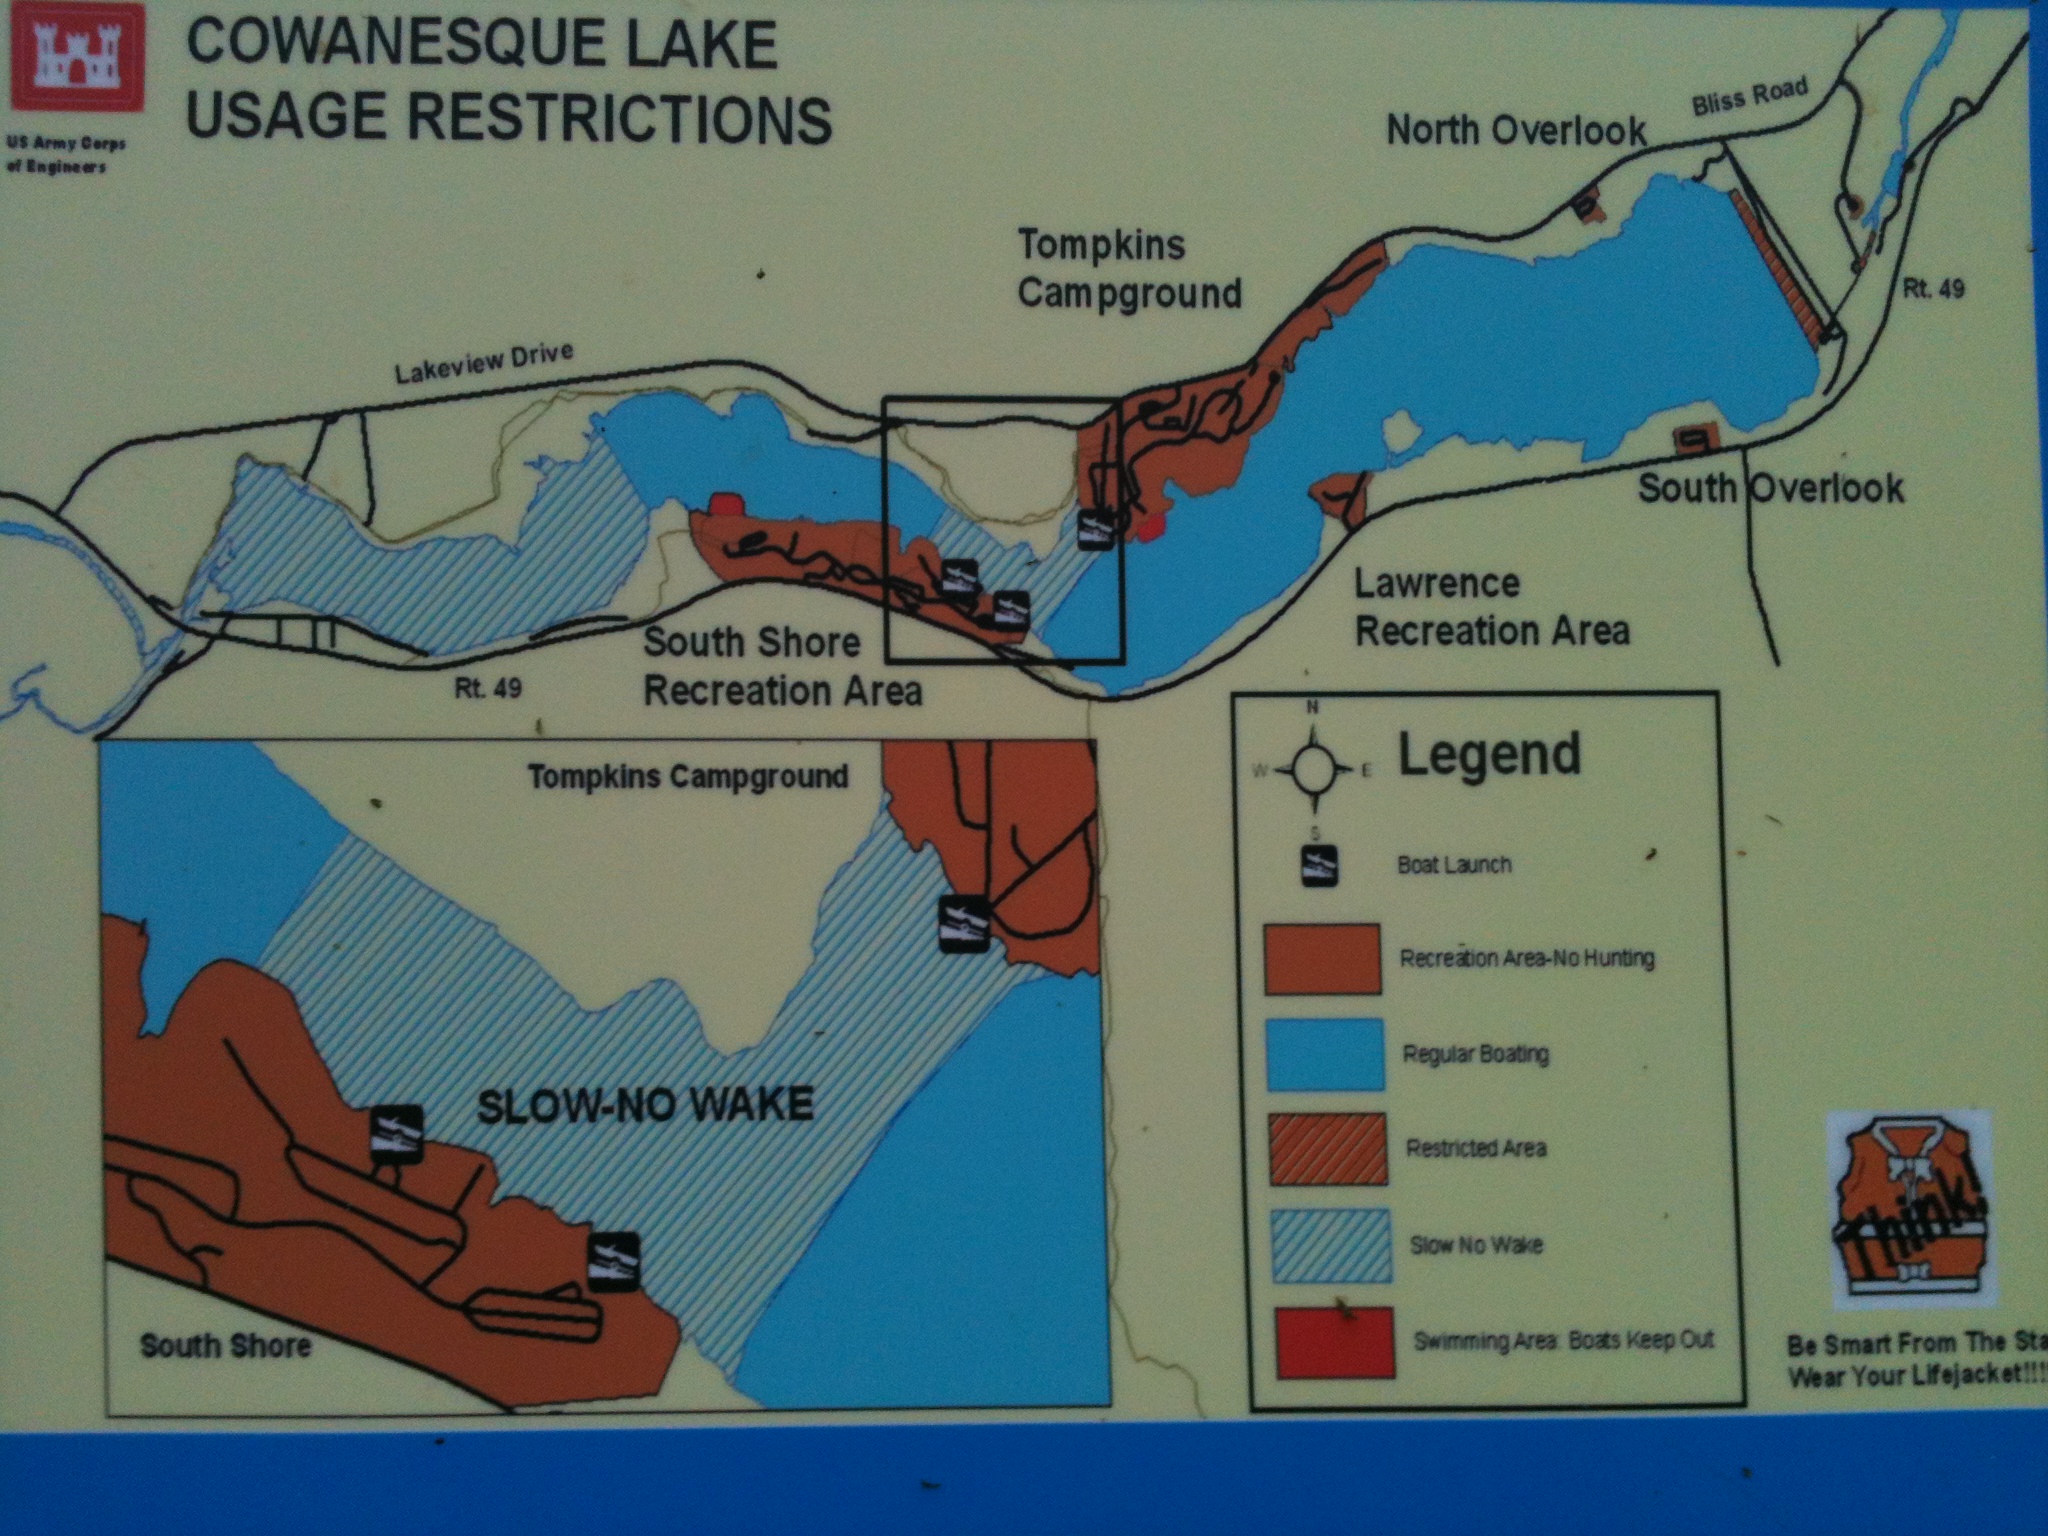 COWANESQUE LAKE
USAGE RESTRICTIONS
US Army Corps
of Engineers
North Overlook
Bliss Road
Tompkins
Campground
Rt. 49
Lakeview Drive
South Overlook
Lawrence
Recreation Area
South Shore
Recreation Area
Rt. 49
Tompkins Campground
SLOW-NO WAKE
South Shore
N
W
E
S
Legend
Boat Launch
Recreation Area-No Hunting
Regular Boating
Restricted Area
Slow No Wake
Swimming Area: Boats Keep Out
Think!
Be Smart From The Sta
Wear Your Lifejacket!!!!